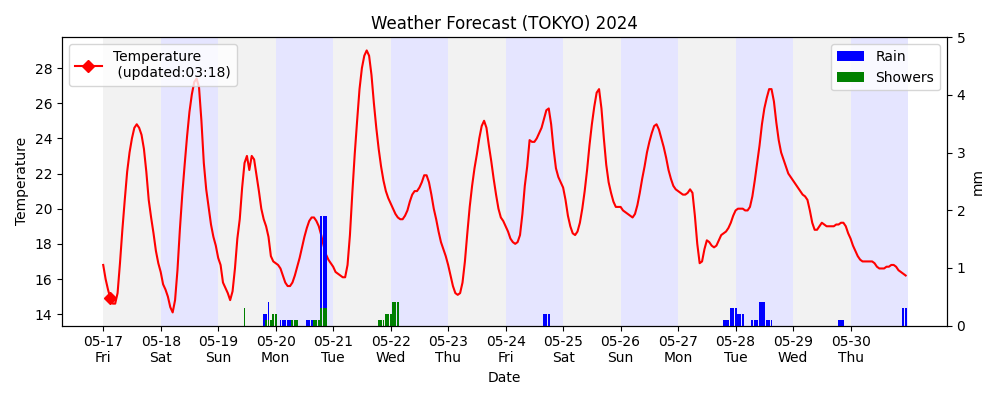 Weather Forecast (TOKYO) 2024
Temperature
(updated:03:18)
Rain
Showers
Temperature
28
26
24
22
20
18
16
14
5
4
3
2
1
0
mm
05-17 05-18 05-19 05-20 05-21 05-22 05-23 05-24 05-25 05-26 05-27 05-28 05-29 05-30
Fri Sat Sun Mon Tue Wed Thu Fri Sat Sun Mon Tue Wed Thu
Date